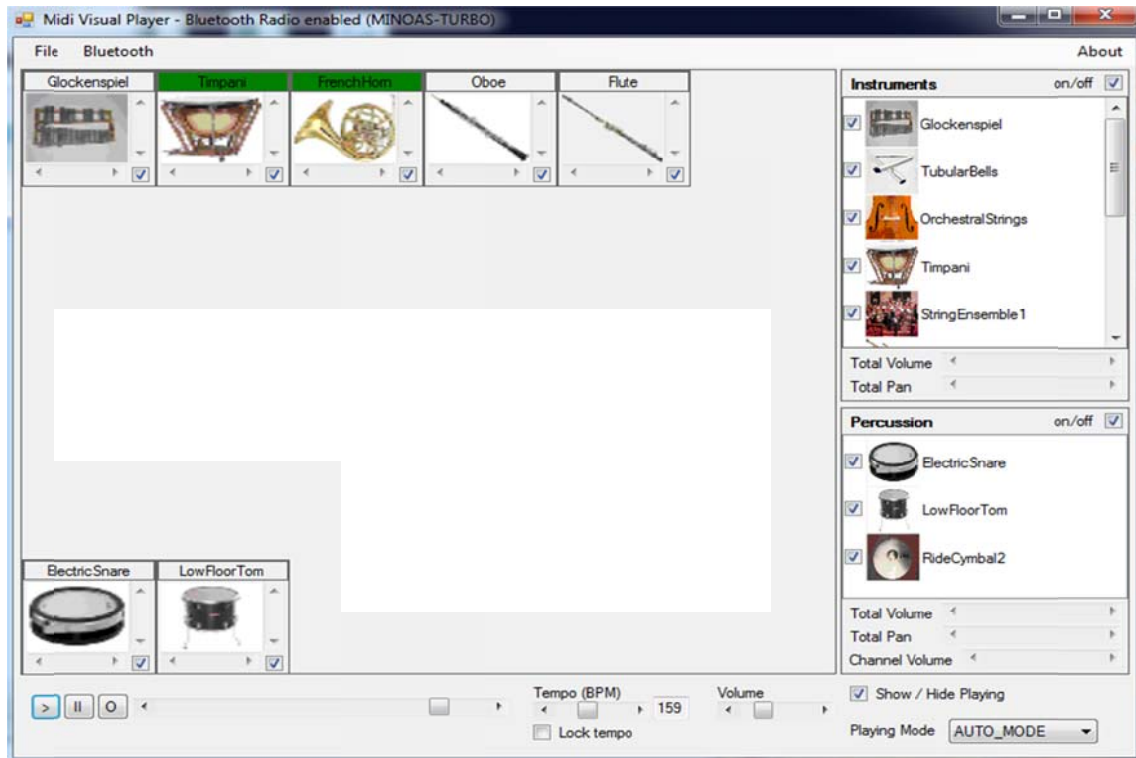 Midi Visual Player - Bluetooth Radio enabled (MINOAS-TURBO)
File Bluetooth About
Glockenspiel Timpani FrenchHorn Oboe Flute
Instruments on/off
Glockenspiel
TubularBells
OrchestralStrings
Timpani
StringEnsemble1
Total Volume
Total Pan
Percussion on/off
ElectricSnare
LowFloorTom
RideCymbal2
Total Volume
Total Pan
Channel Volume
ElectricSnare LowFloorTom
> II O
Tempo (BPM)
159
Lock tempo
Volume
Show / Hide Playing
Playing Mode AUTO_MODE